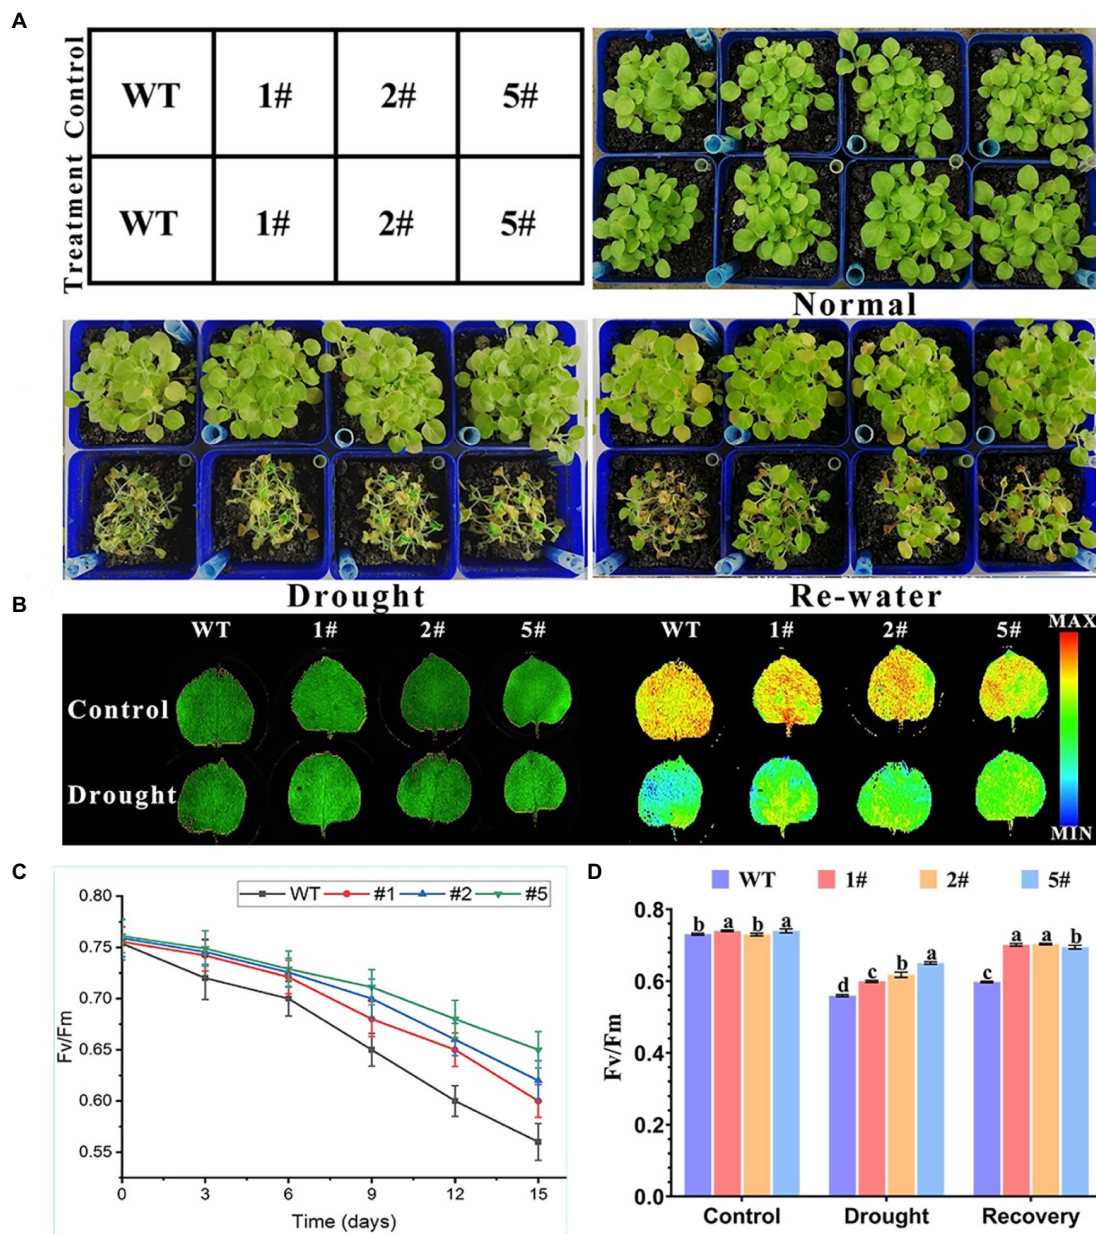 A
Control
WT 1# 2# 5#
Treatment
WT 1# 2# 5#
Normal
Drought
Re-water
B
WT 1# 2# 5# WT 1# 2# 5# MAX
Control
Drought
MIN
C
WT #1 #2 #5
0.80
0.75
0.70
0.65
0.60
0.55
Fv/Fm
0 3 6 9 12 15
Time (days)
D
WT 1# 2# 5#
0.8
0.6
0.4
0.2
0.0
Fv/Fm
b a b a
d c b a
c a a b
Control Drought Recovery